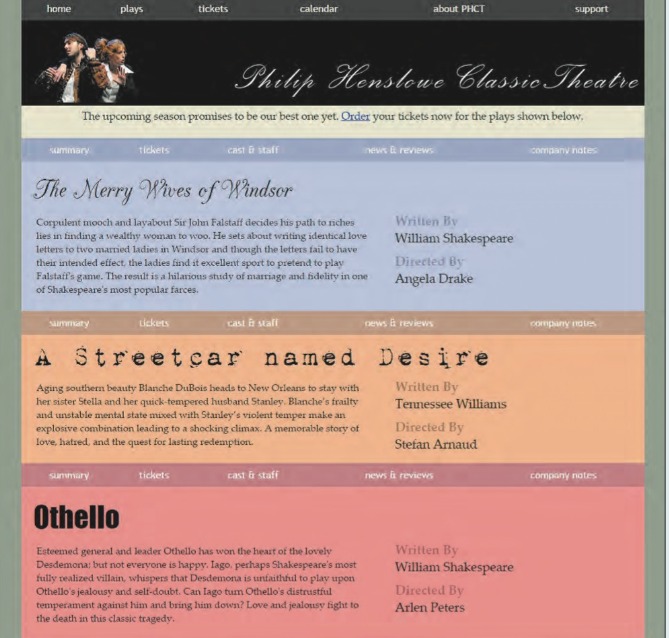 home plays tickets calendar about PHCT support
Philip Henslowe Classic Theatre
The upcoming season promises to be our best one yet. Order your tickets now for the plays shown below.
summary tickets cast & staff news & reviews company notes
The Merry Wives of Windsor
Corpulent mooch and layabout Sir John Falstaff decides his path to riches
lies in finding a wealthy woman to woo. He sets about writing identical love
letters to two married ladies in Windsor and though the letters fail to have
their intended effect, the ladies find it excellent sport to pretend to play
Falstaff's game. The result is a hilarious study of marriage and fidelity in one
of Shakespeare's most popular farces.
Written By
William Shakespeare
Directed By
Angela Drake
summary tickets cast & staff news & reviews company notes
A Streetcar named Desire
Aging southern beauty Blanche DuBois heads to New Orleans to stay with
her sister Stella and her quick-tempered husband Stanley. Blanche's frailty
and unstable mental state mixed with Stanley's violent temper make an
explosive combination leading to a shocking climax. A memorable story of
love, hatred, and the quest for lasting redemption.
Written By
Tennessee Williams
Directed By
Stefan Arnaud
summary tickets cast & staff news & reviews company notes
Othello
Esteemed general and leader Othello has won the heart of the lovely
Desdemona; but not everyone is happy. Iago, perhaps Shakespeare's most
fully realized villain, whispers that Desdemona is unfaithful to play upon
Othello's jealousy and self-doubt. Can Iago turn Othello's distrustful
temperament against him and bring him down? Love and jealousy fight to
the death in this classic tragedy.
Written By
William Shakespeare
Directed By
Arlen Peters